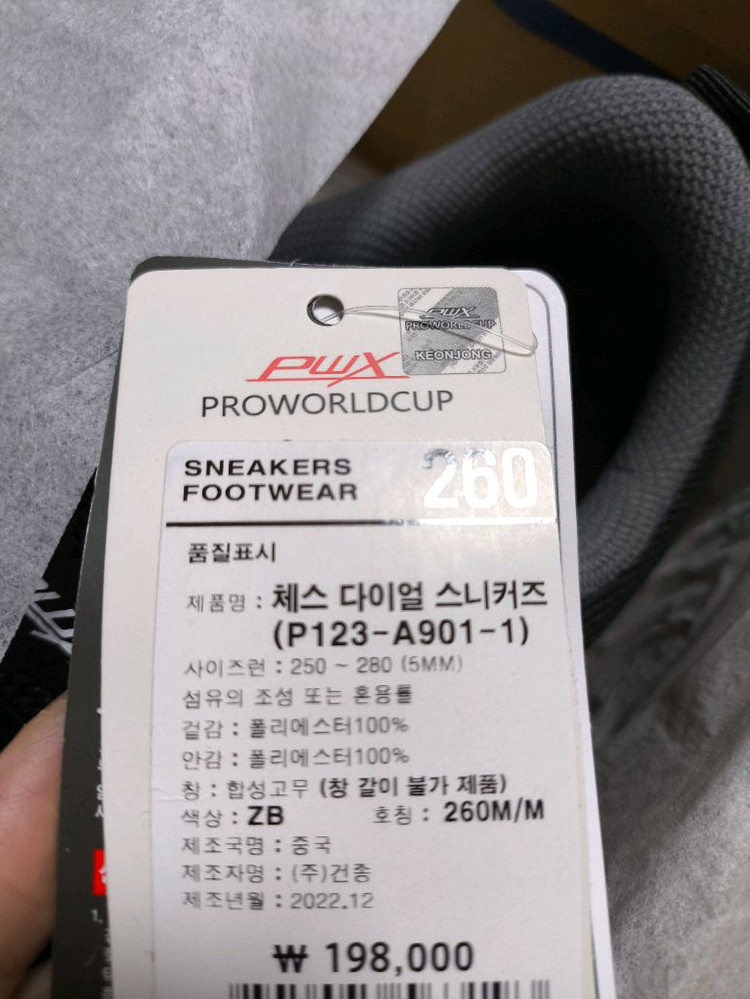 PWX
PROWORLDCUP
KEONJONG
PWX
PROWORLDCUP
SNEAKERS
FOOTWEAR
260
품질표시
제품명 : 체스 다이얼 스니커즈
(P123-A901-1)
사이즈런 : 250 ~ 280 (5MM)
섬유의 조성 또는 혼용률
겉감 : 폴리에스터100%
안감 : 폴리에스터100%
창 : 합성고무 (창 갈이 불가 제품)
색상 : ZB 호칭 : 260M/M
제조국명 : 중국
제조자명 : (주)건종
제조년월 : 2022.12
₩ 198,000
1.